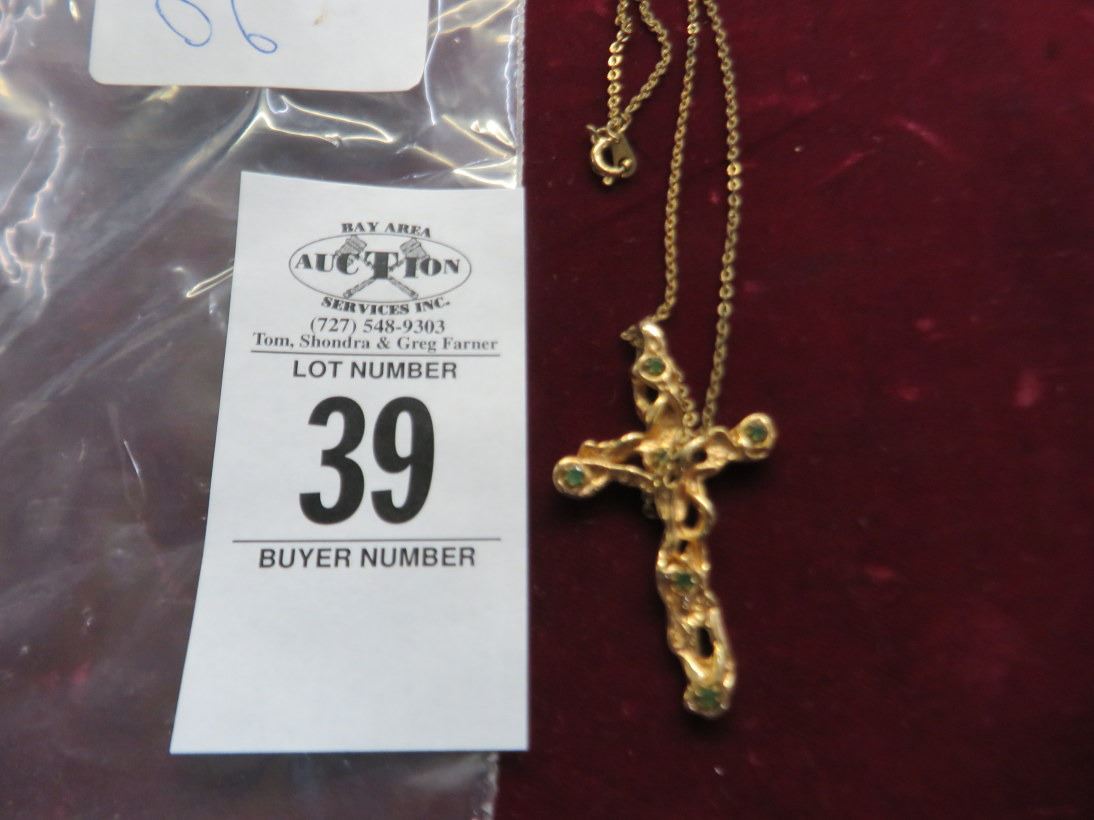 BAY AREA
AUCTION
SERVICES INC.
(727) 548-9303
Tom, Shondra & Greg Farner
LOT NUMBER
39
BUYER NUMBER